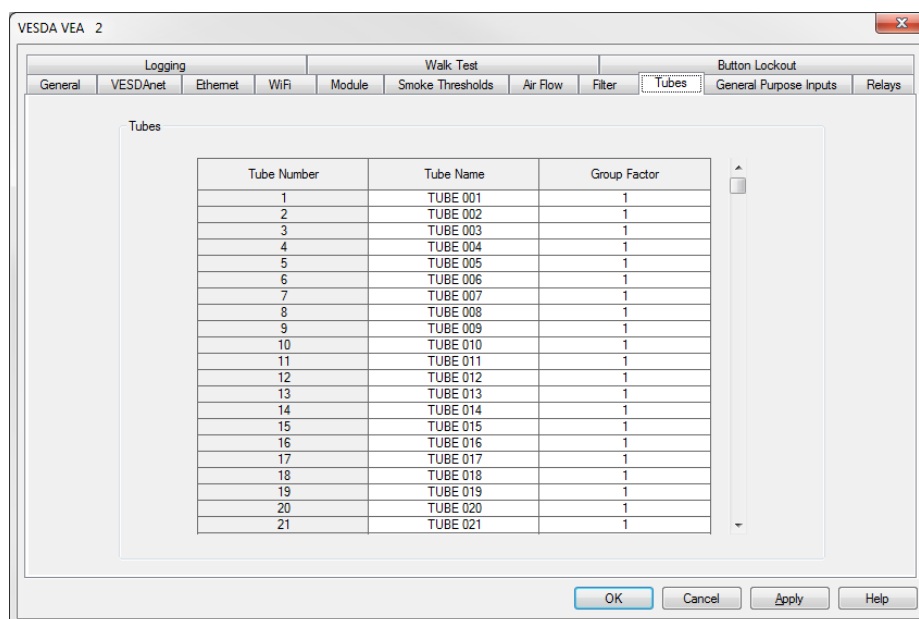 VESDA VEA 2
Logging Walk Test Button Lockout
General VESDAnet Ethernet WiFi Module Smoke Thresholds Air Flow Filter Tubes General Purpose Inputs Relays
Tubes
Tube Number Tube Name Group Factor
1 TUBE 001 1
2 TUBE 002 1
3 TUBE 003 1
4 TUBE 004 1
5 TUBE 005 1
6 TUBE 006 1
7 TUBE 007 1
8 TUBE 008 1
9 TUBE 009 1
10 TUBE 010 1
11 TUBE 011 1
12 TUBE 012 1
13 TUBE 013 1
14 TUBE 014 1
15 TUBE 015 1
16 TUBE 016 1
17 TUBE 017 1
18 TUBE 018 1
19 TUBE 019 1
20 TUBE 020 1
21 TUBE 021 1
OK Cancel Apply Help